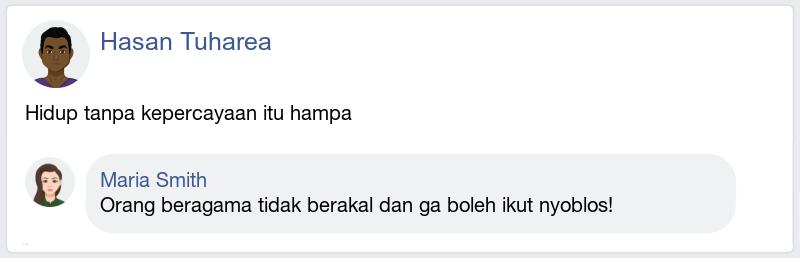 Hasan Tuharea
Hidup tanpa kepercayaan itu hampa
Maria Smith
Orang beragama tidak berakal dan ga boleh ikut nyoblos!